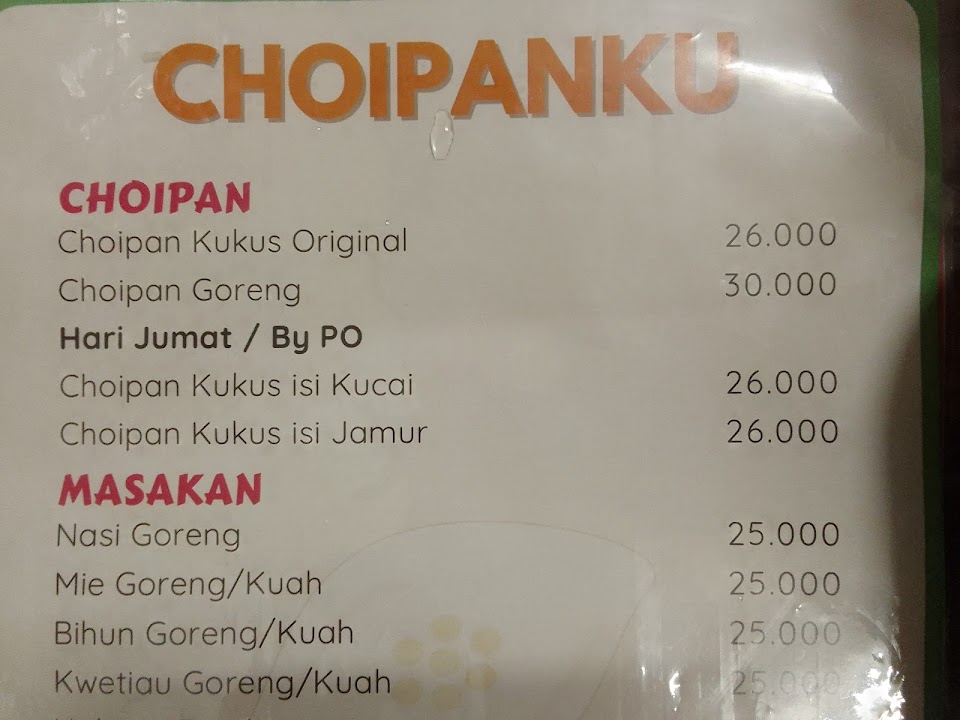 CHOIPANKU
CHOIPAN
Choipan Kukus Original 26.000
Choipan Goreng 30.000
Hari Jumat / By PO
Choipan Kukus isi Kucai 26.000
Choipan Kukus isi Jamur 26.000
MASAKAN
Nasi Goreng 25.000
Mie Goreng/Kuah 25.000
Bihun Goreng/Kuah 25.000
Kwetiau Goreng/Kuah 25.000